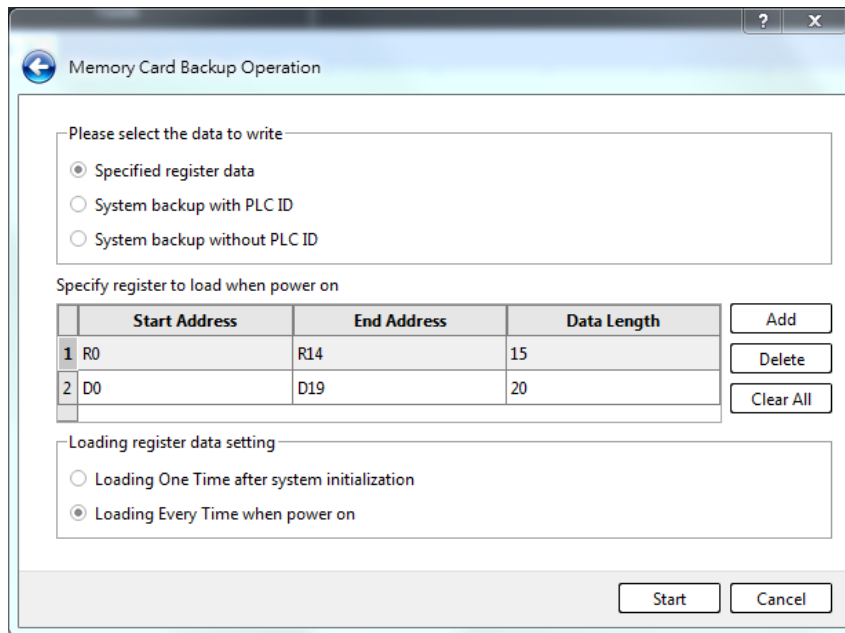 ? X
Memory Card Backup Operation
Please select the data to write
Specified register data
System backup with PLC ID
System backup without PLC ID
Specify register to load when power on
Start Address End Address Data Length
1 R0 R14 15
2 D0 D19 20
Add
Delete
Clear All
Loading register data setting
Loading One Time after system initialization
Loading Every Time when power on
Start Cancel